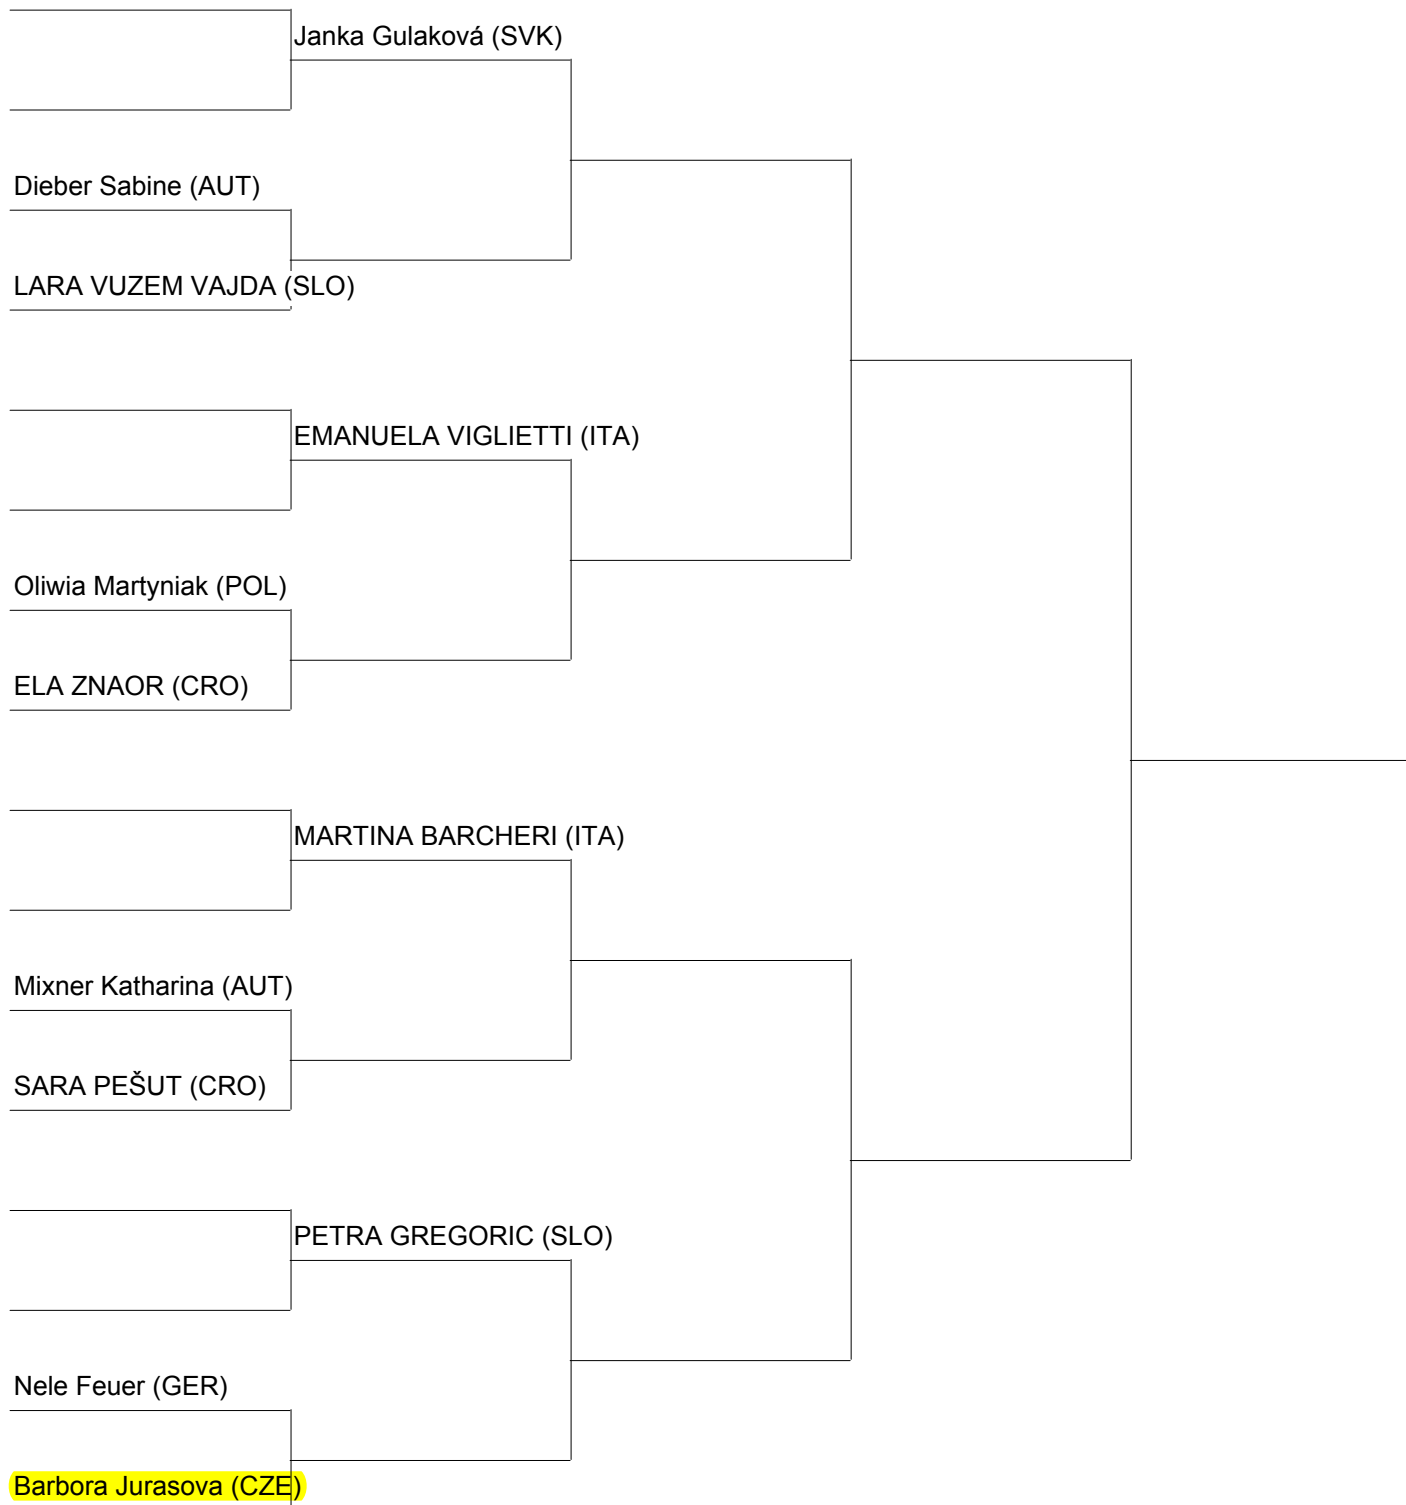 Janka Gulaková (SVK)
Dieber Sabine (AUT)
LARA VUZEM VAJDA (SLO)
EMANUELA VIGLIETTI (ITA)
Oliwia Martyniak (POL)
ELA ZNAOR (CRO)
MARTINA BARCHERI (ITA)
Mixner Katharina (AUT)
SARA PEŠUT (CRO)
PETRA GREGORIC (SLO)
Nele Feuer (GER)
Barbora Jurasova (CZE)